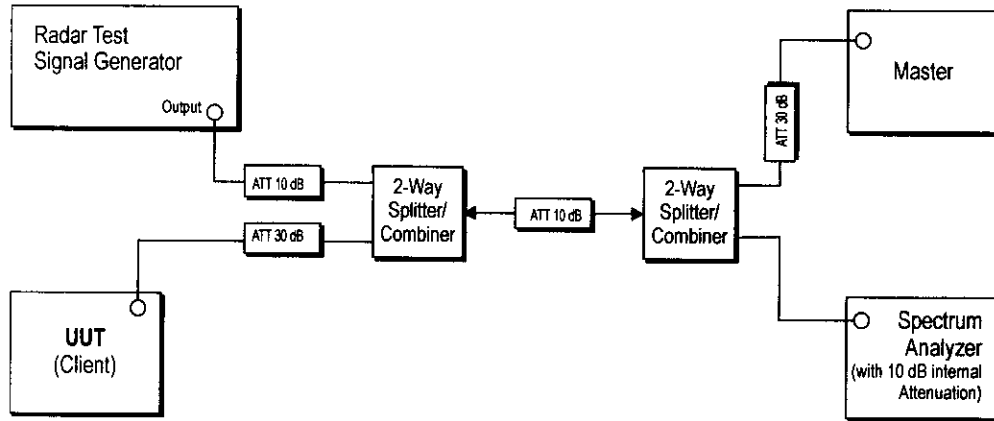 Radar Test
Signal Generator
Output
Master
ATT 30 dB
ATT 10 dB
2-Way
Splitter/
Combiner
ATT 10 dB
2-Way
Splitter/
Combiner
ATT 30 dB
UUT
(Client)
Spectrum
Analyzer
(with 10 dB internal
Attenuation)